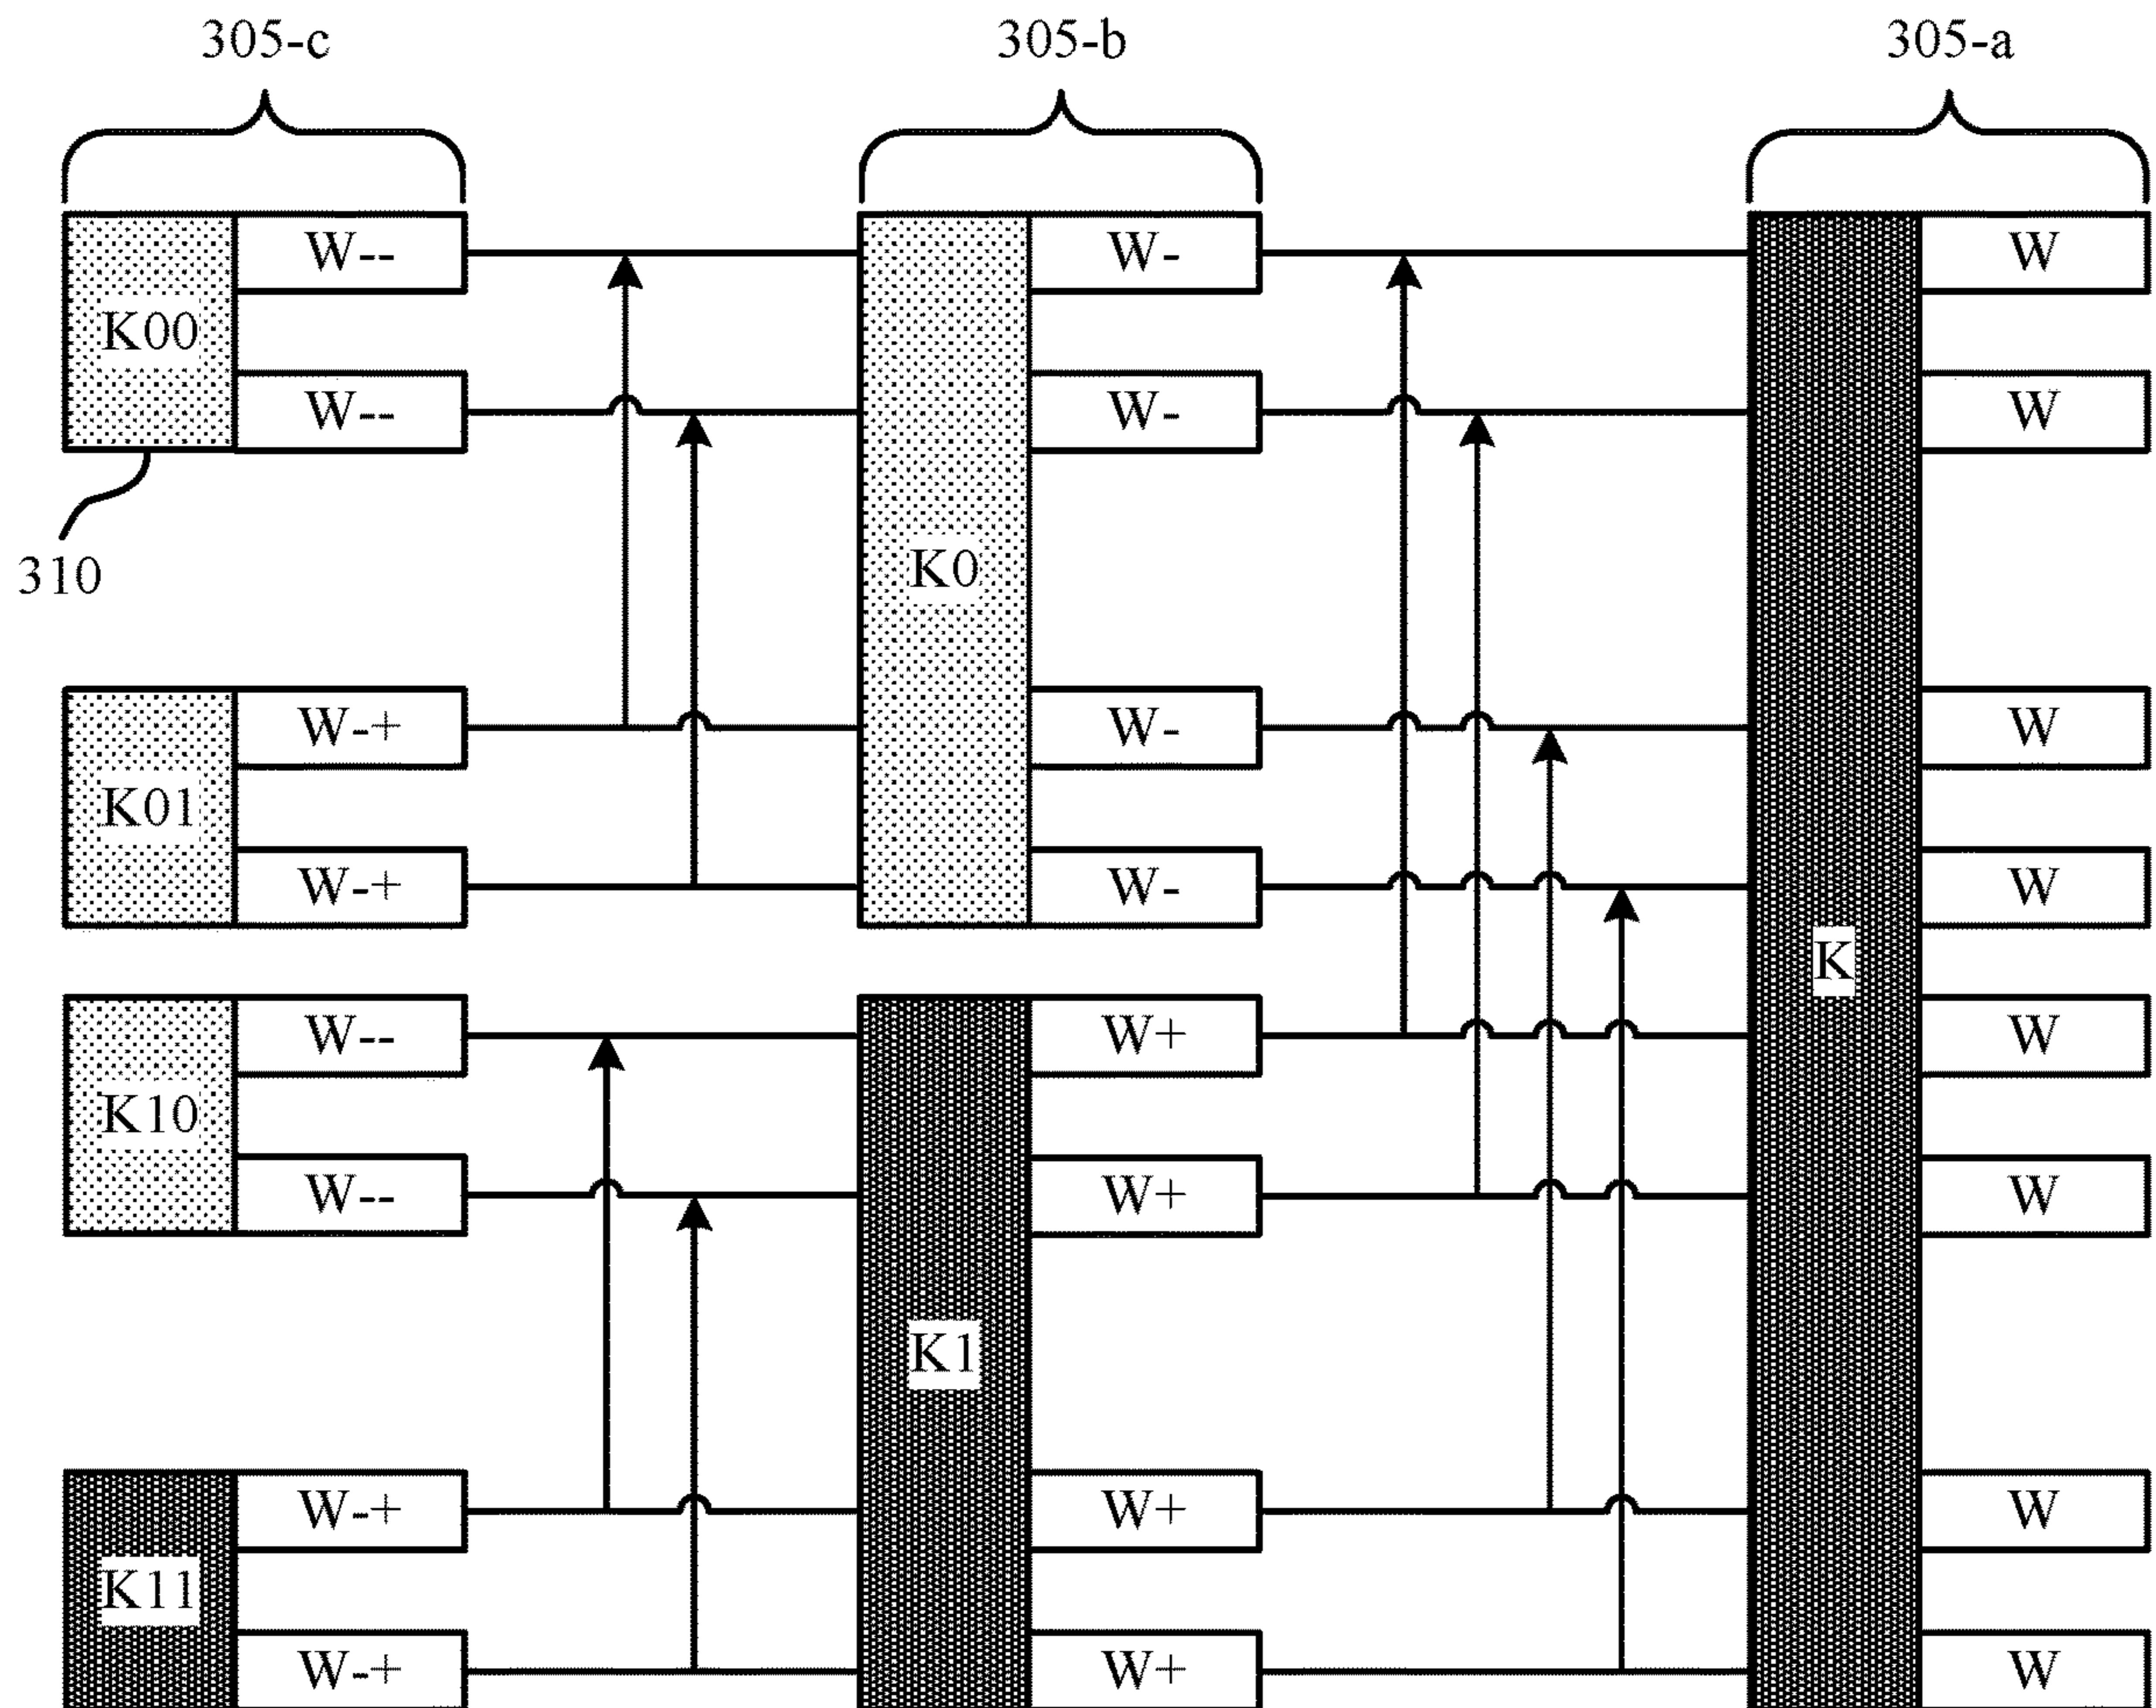 305-c 305-b 305-a
W-- W- W
K00
W-- W- W
310 K0
W-+ W- W
K01
W-+ W- W
K
W-- W+ W
K10
W-- W+ W
K1
W-+ W+ W
K11
W-+ W+ W